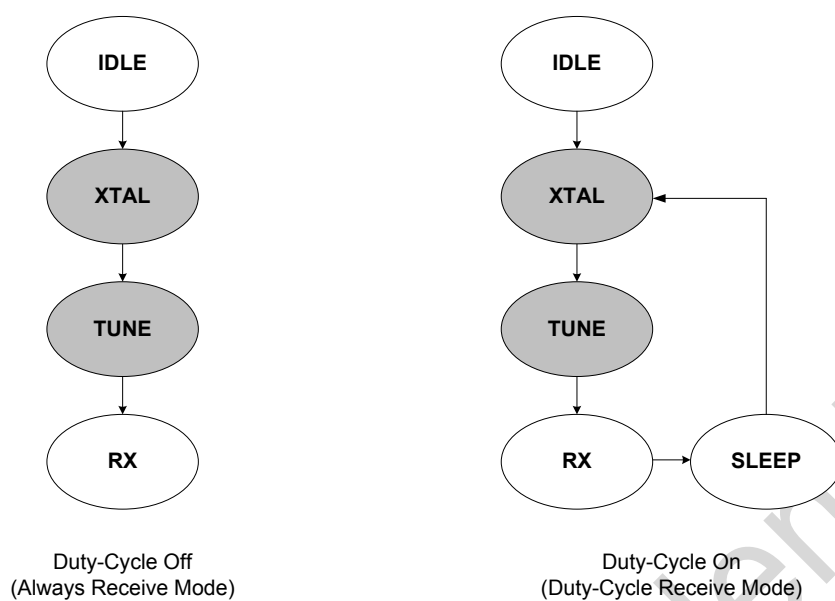 IDLE
XTAL
TUNE
RX
Duty-Cycle Off
(Always Receive Mode)
IDLE
XTAL
TUNE
RX
SLEEP
Duty-Cycle On
(Duty-Cycle Receive Mode)